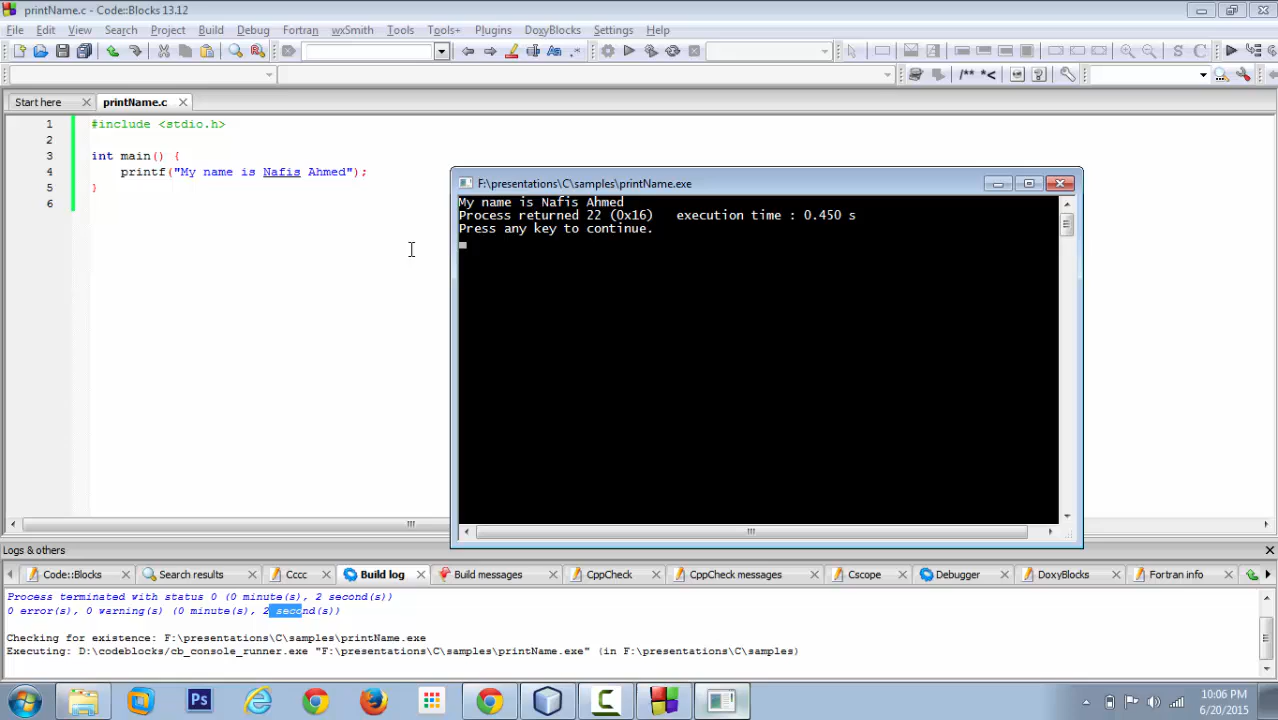 printName.c - Code::Blocks 13.12
File Edit View Search Project Build Debug Fortran wxSmith Tools Tools+ Plugins DoxyBlocks Settings Help
/** *<
Start here printName.c
1 #include <stdio.h>
2
3 int main() {
4 printf("My name is Nafis Ahmed");
5 }
6
F:\presentations\C\samples\printName.exe
My name is Nafis Ahmed
Process returned 22 (0x16) execution time : 0.450 s
Press any key to continue.
Logs & others
Code::Blocks Search results Cccc Build log Build messages CppCheck CppCheck messages Cscope Debugger DoxyBlocks Fortran info
Process terminated with status 0 (0 minute(s), 2 second(s))
0 error(s), 0 warning(s) (0 minute(s), 2 second(s))
Checking for existence: F:\presentations\C\samples\printName.exe
Executing: D:\codeblocks/cb_console_runner.exe "F:\presentations\C\samples\printName.exe" (in F:\presentations\C\samples)
Ps
10:06 PM
6/20/2015